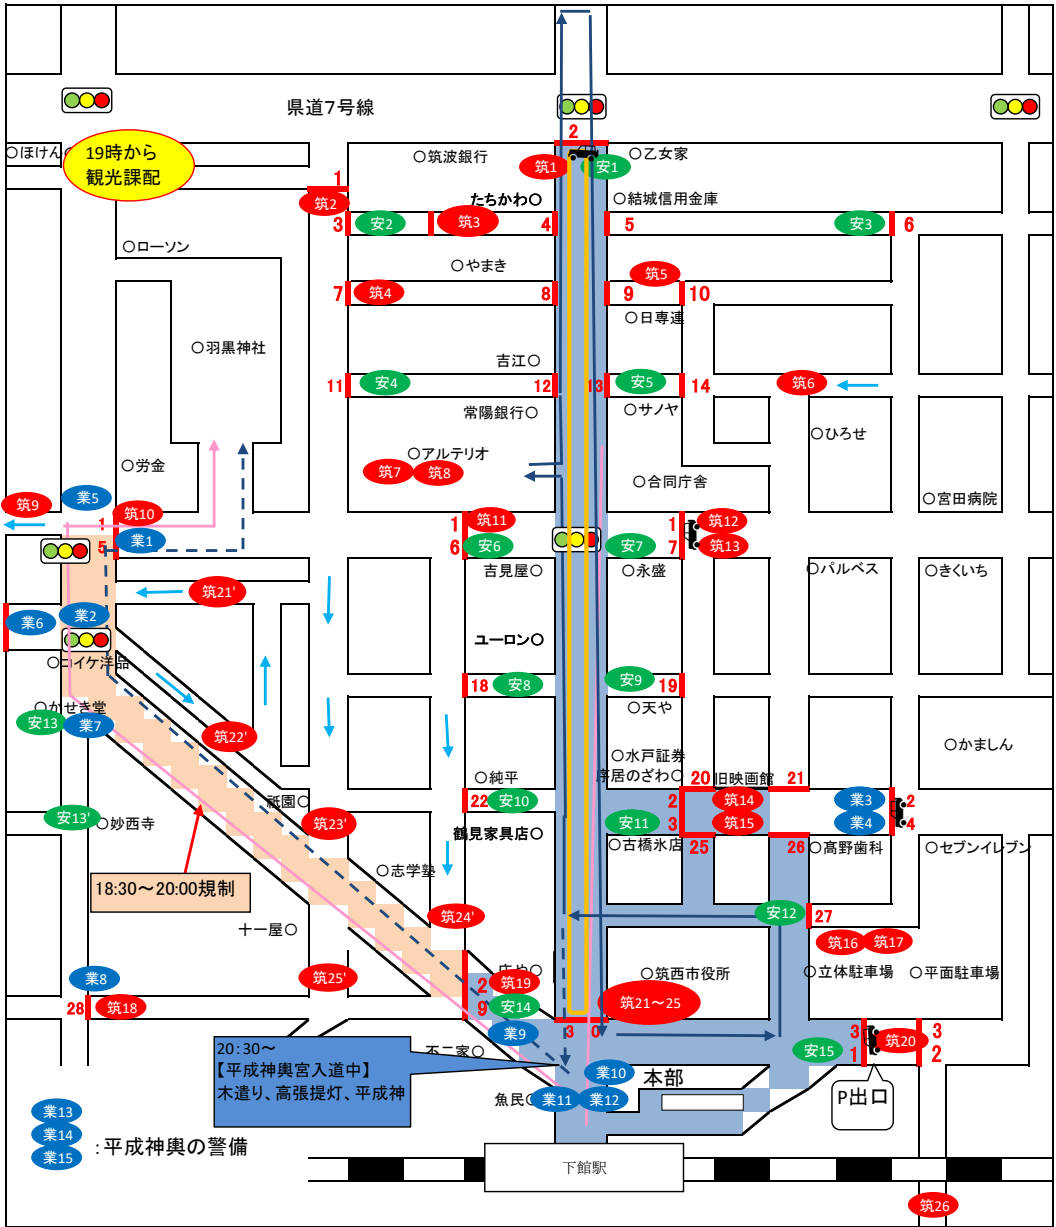 県道7号線
2
○ほけん
19時から
観光課配
○筑波銀行
筑1
安1
○乙女家
1
筑2
たちかわ○
○結城信用金庫
3
安2
筑3
4
5
安3
6
○ローソン
○やまき
筑5
7
筑4
8
9
10
○日専連
○羽黒神社
吉江○
11
安4
12
13
安5
14
筑6
常陽銀行○
○サノヤ
○ひろせ
○アルテリオ
○労金
筑7
筑8
○合同庁舎
業5
○宮田病院
筑9
筑10
1
5
業1
1
筑11
6
安6
安7
1
7
筑12
筑13
吉見屋○
○永盛
○パルベス
○きくいち
筑21'
業6
業2
ユーロン○
○コイケ洋品
18
安8
安9
19
○かせき堂
○天や
安13
業7
筑22'
○水戸証券
○かましん
○純平
序居のざわ○
20
旧映画館
21
祇園○
22
安10
2
筑14
業3
2
安13'
○妙西寺
筑23'
鶴見家具店○
安11
3
筑15
業4
4
○古橋氷店
25
26
○髙野歯科
○セブンイレブン
○志学塾
18:30～20:00規制
筑24'
安12
27
十一屋○
筑16
筑17
業8
筑25'
2
筑19
○筑西市役所
○立体駐車場
○平面駐車場
28
筑18
9
安14
筑21～25
業9
3
0
3
1
筑20
3
2
20:30～
【平成神輿宮入道中】
木遣り、高張提灯、平成神
不二家○
安15
業10
本部
魚民○
業11
業12
P出口
業13
業14
業15
:平成神輿の警備
下館駅
筑26